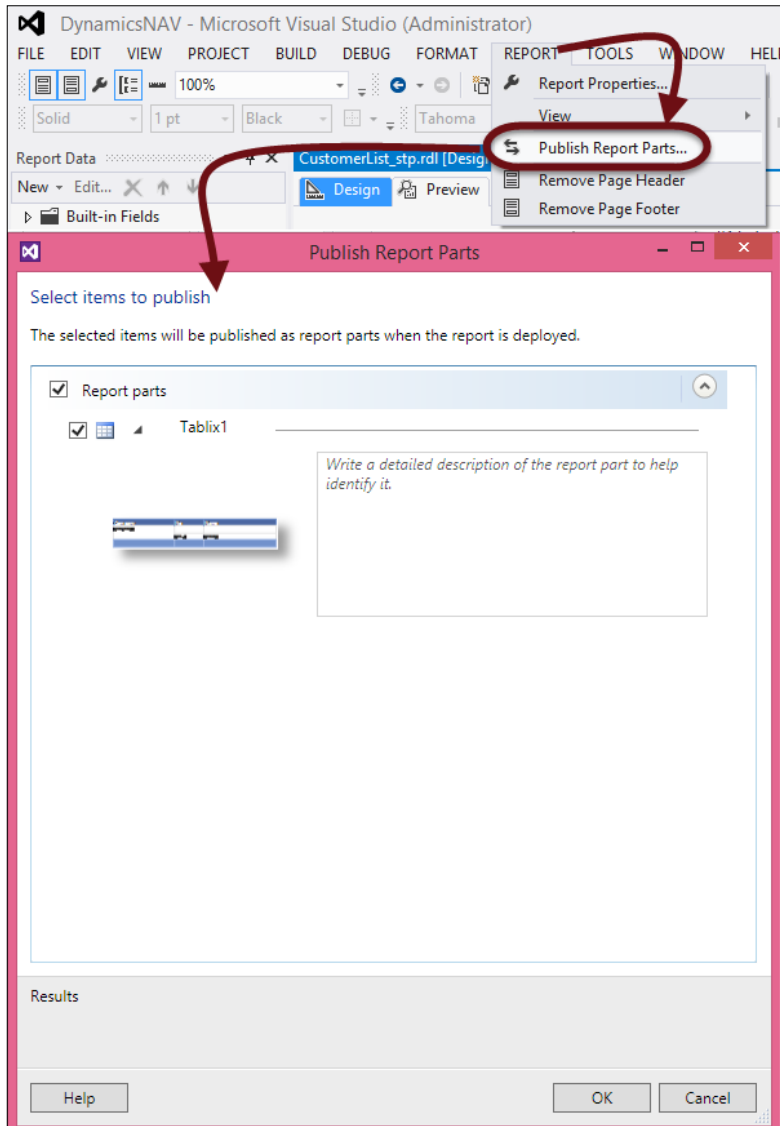 DynamicsNAV - Microsoft Visual Studio (Administrator)
FILE EDIT VIEW PROJECT BUILD DEBUG FORMAT REPORT TOOLS WINDOW HELP
100%
Report Properties...
Solid 1 pt Black Tahoma
View
Report Data
CustomerList_stp.rdl [Desig
Publish Report Parts...
New Edit...
Design Preview
Remove Page Header
Built-in Fields
Remove Page Footer
Publish Report Parts
Select items to publish
The selected items will be published as report parts when the report is deployed.
Report parts
Tablix1
Write a detailed description of the report part to help
identify it.
Results
Help OK Cancel